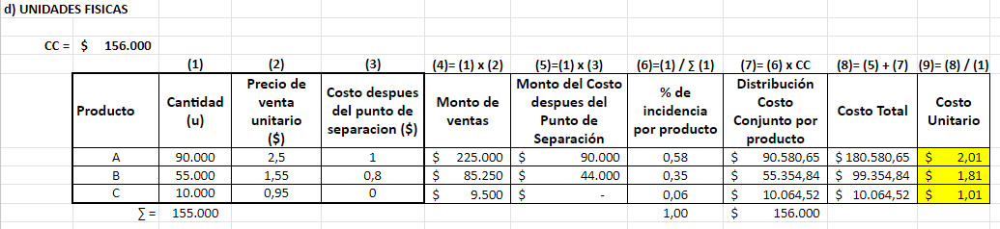 d) UNIDADES FISICAS
CC = $ 156.000
(1) (2) (3) (4)= (1) x (2) (5)=(1) x (3) (6)=(1) / ∑ (1) (7)= (6) x CC (8)= (5) + (7) (9)= (8) / (1)
Producto Cantidad (u) Precio de venta unitario ($) Costo despues del punto de separacion ($) Monto de ventas Monto del Costo despues del Punto de Separación % de incidencia por producto Distribución Costo Conjunto por producto Costo Total Costo Unitario
A 90.000 2,5 1 $ 225.000 $ 90.000 0,58 $ 90.580,65 $ 180.580,65 $ 2,01
B 55.000 1,55 0,8 $ 85.250 $ 44.000 0,35 $ 55.354,84 $ 99.354,84 $ 1,81
C 10.000 0,95 0 $ 9.500 $ - 0,06 $ 10.064,52 $ 10.064,52 $ 1,01
∑ = 155.000 1,00 $ 156.000